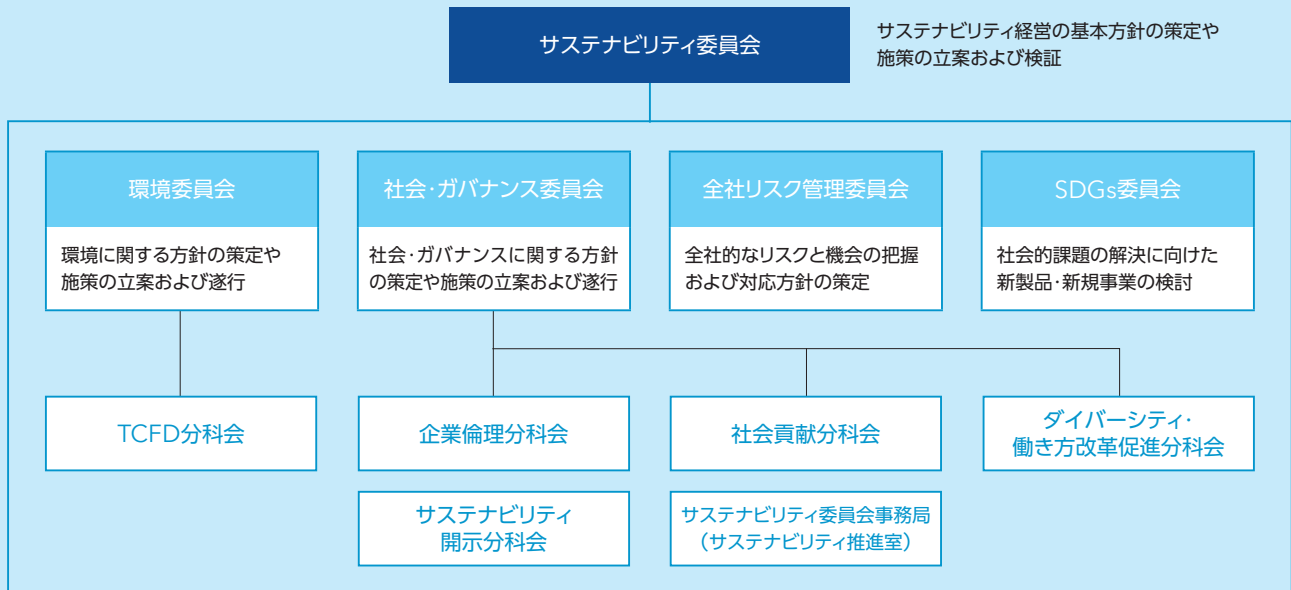 サステナビリティ委員会
サステナビリティ経営の基本方針の策定や
施策の立案および検証
環境委員会
環境に関する方針の策定や
施策の立案および遂行
社会・ガバナンス委員会
社会・ガバナンスに関する方針
の策定や施策の立案および遂行
全社リスク管理委員会
全社的なリスクと機会の把握
および対応方針の策定
SDGs委員会
社会的課題の解決に向けた
新製品・新規事業の検討
TCFD分科会
企業倫理分科会
社会貢献分科会
ダイバーシティ・
働き方改革促進分科会
サステナビリティ
開示分科会
サステナビリティ委員会事務局
（サステナビリティ推進室）